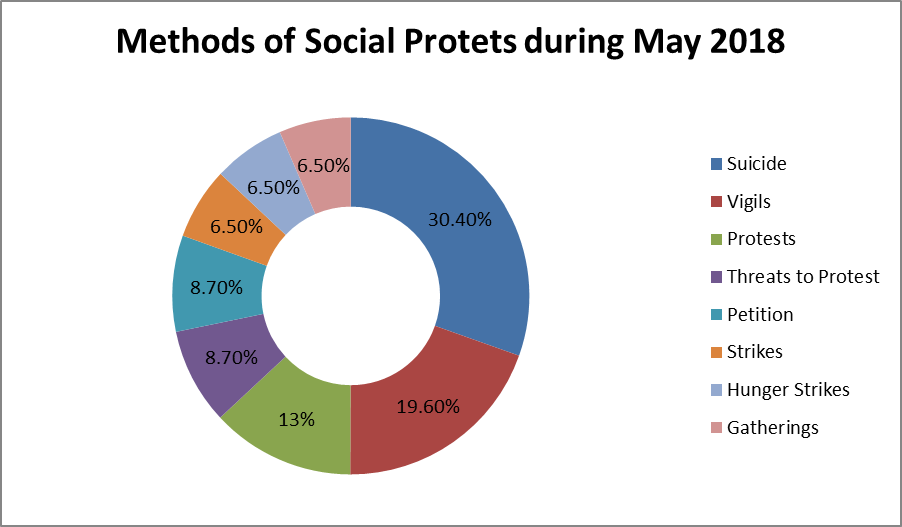 Methods of Social Protets during May 2018
6.50%
6.50%
30.40%
6.50%
8.70%
8.70%
19.60%
13%
Suicide
Vigils
Protests
Threats to Protest
Petition
Strikes
Hunger Strikes
Gatherings